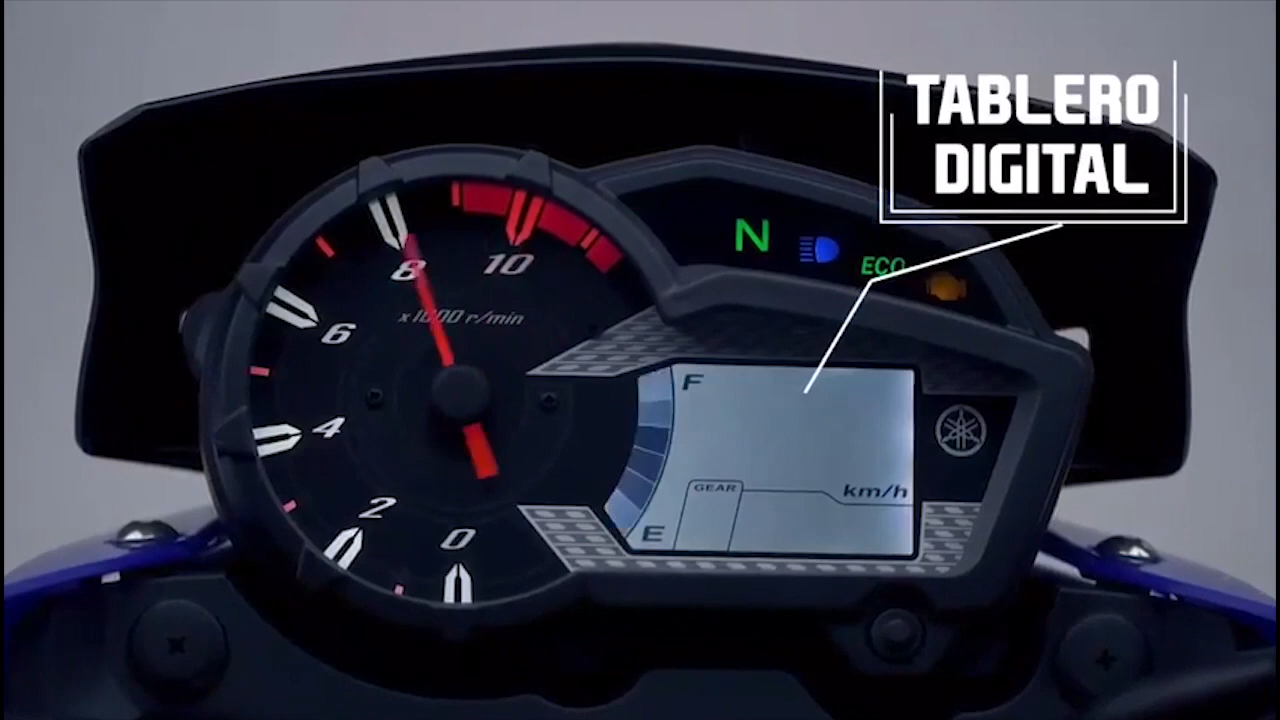 TABLERO
DIGITAL
N
ECO
8
10
x1000 r/min
6
4
2
0
F
GEAR
km/h
E